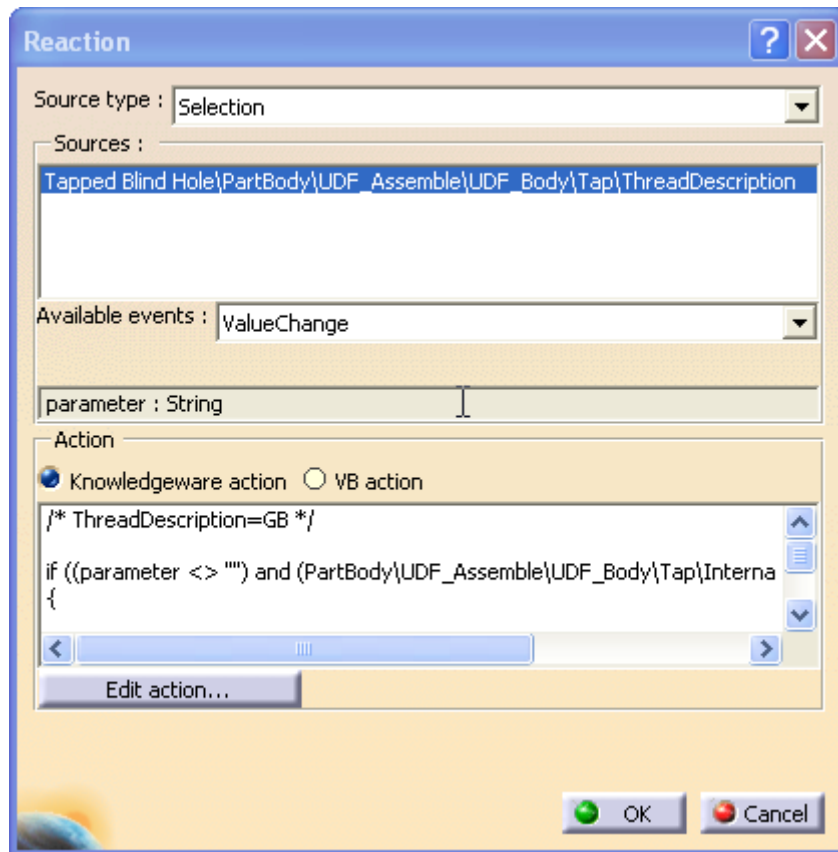 Reaction
Source type : Selection
Sources :
Tapped Blind Hole\PartBody\UDF_Assemble\UDF_Body\Tap\ThreadDescription
Available events : ValueChange
parameter : String
Action
Knowledgeware action VB action
/* ThreadDescription=GB */
if ((parameter <> "") and (PartBody\UDF_Assemble\UDF_Body\Tap\Interna
{
Edit action...
OK Cancel